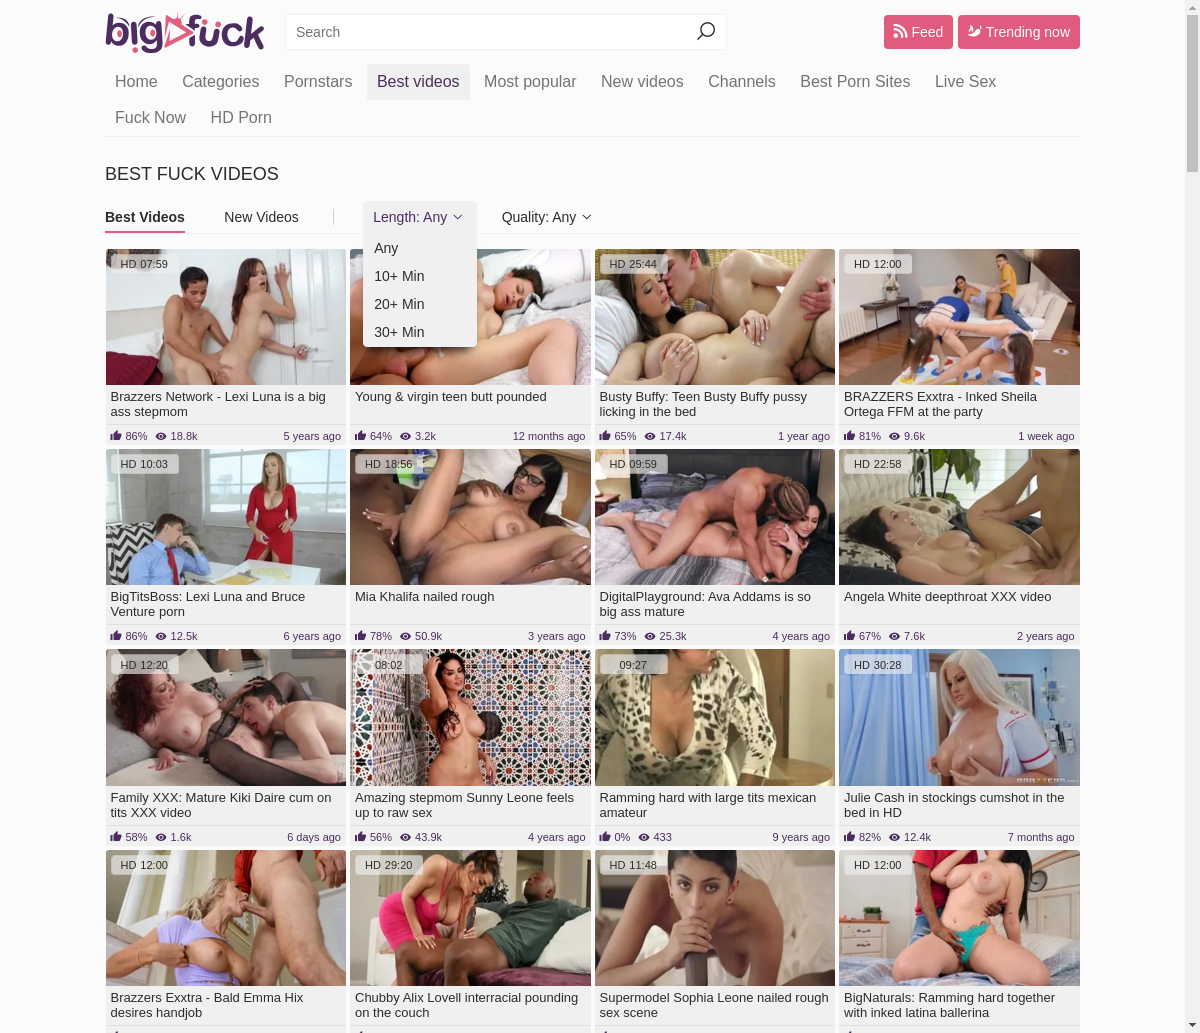 bigfuck
Search
Feed
Trending now
Home
Categories
Pornstars
Best videos
Most popular
New videos
Channels
Best Porn Sites
Live Sex
Fuck Now
HD Porn
BEST FUCK VIDEOS
Best Videos
New Videos
Length: Any
Quality: Any
Any
10+ Min
20+ Min
30+ Min
HD 07:59
HD 25:44
HD 12:00
Brazzers Network - Lexi Luna is a big
ass stepmom
86% 18.8k 5 years ago
Young & virgin teen butt pounded
64% 3.2k 12 months ago
Busty Buffy: Teen Busty Buffy pussy
licking in the bed
65% 17.4k 1 year ago
BRAZZERS Exxtra - Inked Sheila
Ortega FFM at the party
81% 9.6k 1 week ago
HD 10:03
HD 18:56
HD 09:59
HD 22:58
BigTitsBoss: Lexi Luna and Bruce
Venture porn
86% 12.5k 6 years ago
Mia Khalifa nailed rough
78% 50.9k 3 years ago
DigitalPlayground: Ava Addams is so
big ass mature
73% 25.3k 4 years ago
Angela White deepthroat XXX video
67% 7.6k 2 years ago
HD 12:20
08:02
09:27
HD 30:28
BRAZZERS
Family XXX: Mature Kiki Daire cum on
tits XXX video
58% 1.6k 6 days ago
Amazing stepmom Sunny Leone feels
up to raw sex
56% 43.9k 4 years ago
Ramming hard with large tits mexican
amateur
0% 433 9 years ago
Julie Cash in stockings cumshot in the
bed in HD
82% 12.4k 7 months ago
HD 12:00
HD 29:20
HD 11:48
HD 12:00
Brazzers Exxtra - Bald Emma Hix
desires handjob
Chubby Alix Lovell interracial pounding
on the couch
Supermodel Sophia Leone nailed rough
sex scene
BigNaturals: Ramming hard together
with inked latina ballerina